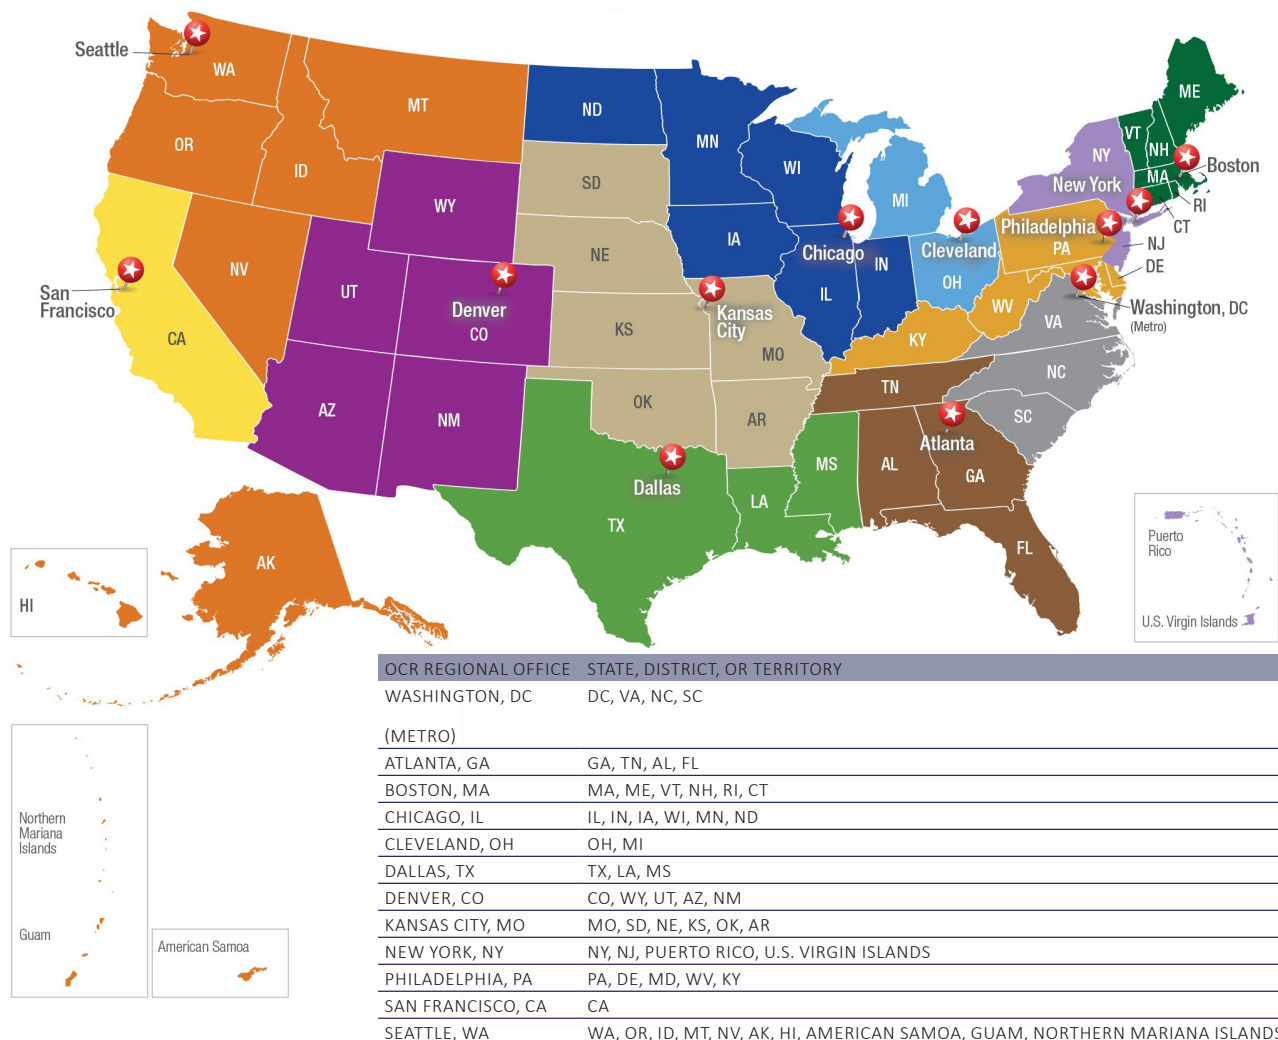 Seattle
WA
MT
ND
MN
ME
VT
NH
OR
ID
SD
WI
MI
NY
New York
MA
Boston
RI
CT
WY
IA
Chicago
Cleveland
Philadelphia
PA
NJ
DE
NV
UT
NE
IL
IN
OH
WV
San
Francisco
Denver
CO
Kansas
City
Washington, DC
(Metro)
VA
CA
KS
MO
KY
NC
AZ
NM
OK
AR
TN
SC
Atlanta
Dallas
TX
LA
MS
AL
GA
FL
AK
HI
Puerto
Rico
U.S. Virgin Islands
Northern
Mariana
Islands
Guam
American Samoa
OCR REGIONAL OFFICE STATE, DISTRICT, OR TERRITORY
WASHINGTON, DC DC, VA, NC, SC
(METRO)
ATLANTA, GA GA, TN, AL, FL
BOSTON, MA MA, ME, VT, NH, RI, CT
CHICAGO, IL IL, IN, IA, WI, MN, ND
CLEVELAND, OH OH, MI
DALLAS, TX TX, LA, MS
DENVER, CO CO, WY, UT, AZ, NM
KANSAS CITY, MO MO, SD, NE, KS, OK, AR
NEW YORK, NY NY, NJ, PUERTO RICO, U.S. VIRGIN ISLANDS
PHILADELPHIA, PA PA, DE, MD, WV, KY
SAN FRANCISCO, CA CA
SEATTLE, WA WA, OR, ID, MT, NV, AK, HI, AMERICAN SAMOA, GUAM, NORTHERN MARIANA ISLANDS